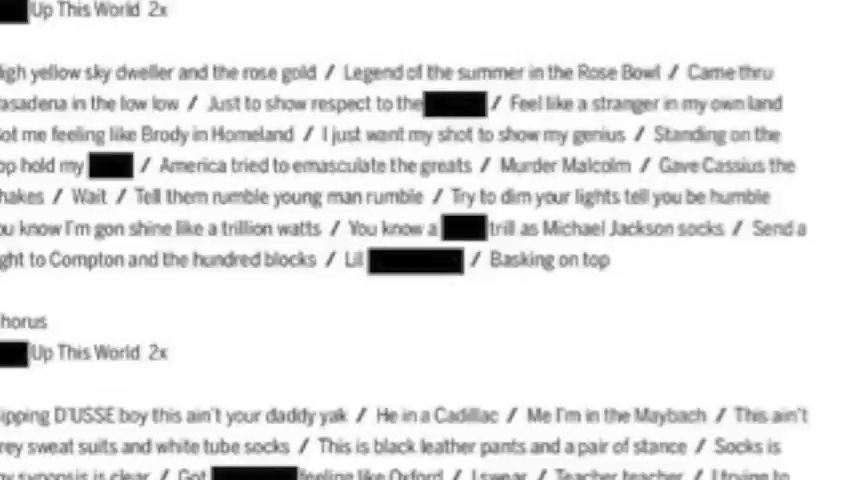 Up This World 2x
igh yellow sky dweller and the rose gold / Legend of the summer in the Rose Bowl / Came thru
asadena in the low low / Just to show respect to the / Feel like a stranger in my own land
ot me feeling like Brody in Homeland / I just want my shot to show my genius / Standing on the
op hold my / America tried to emasculate the greats / Murder Malcolm / Gave Cassius the
hakes / Wait / Tell them rumble young man rumble / Try to dim your lights tell you be humble
ou know I'm gon shine like a trillion watts / You know a trill as Michael Jackson socks / Send a
ght to Compton and the hundred blocks / Lil / Basking on top
horus
Up This World 2x
ipping D'USSE boy this ain't your daddy yak / He in a Cadillac / Me I'm in the Maybach / This ain't
rey sweat suits and white tube socks / This is black leather pants and a pair of stance / Socks is
my synopsis is clear / Got feeling like Oxford / I swear / Teacher teacher / I trying to